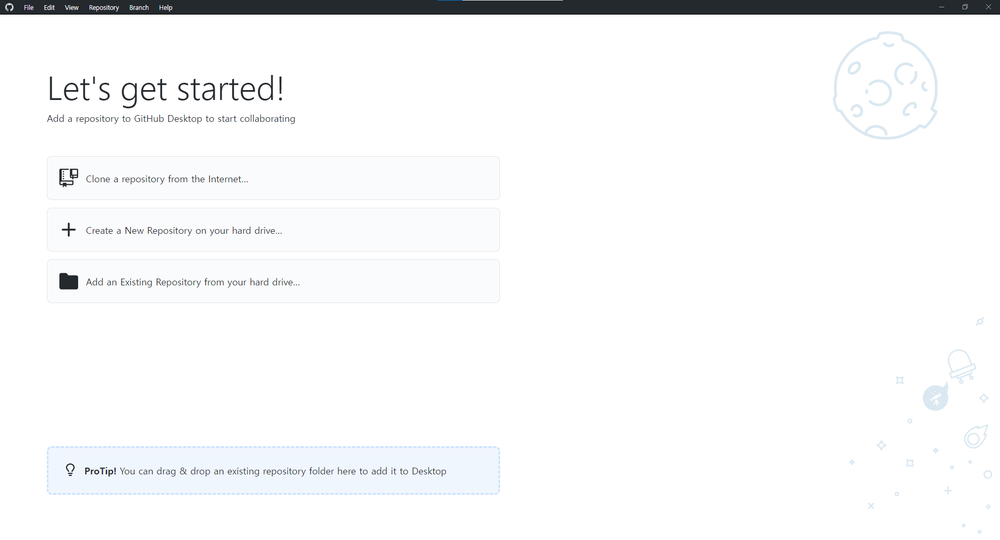 File Edit View Repository Branch Help
Let's get started!
Add a repository to GitHub Desktop to start collaborating
Clone a repository from the Internet...
Create a New Repository on your hard drive...
Add an Existing Repository from your hard drive...
ProTip! You can drag & drop an existing repository folder here to add it to Desktop